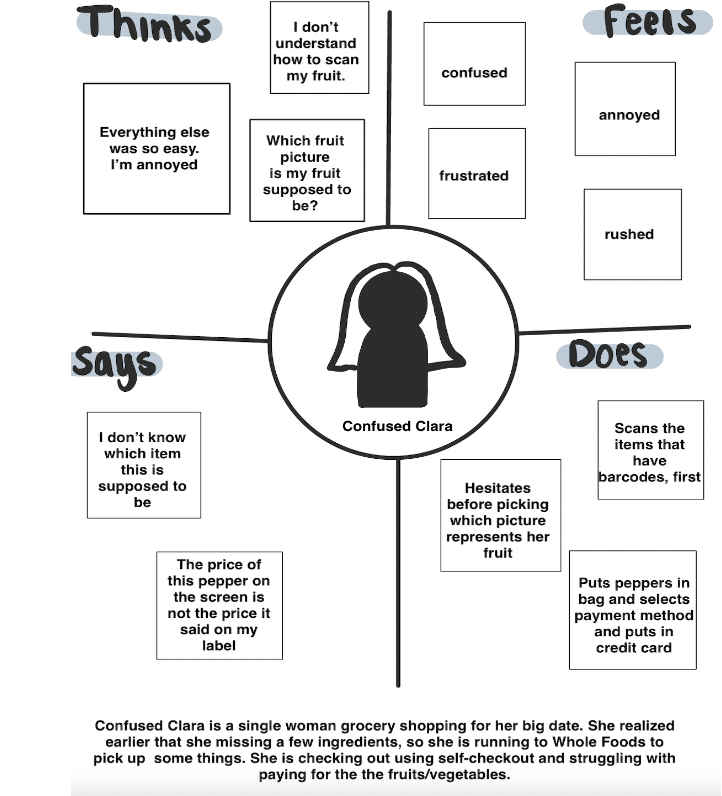 Thinks
I don't
understand
how to scan
my fruit.
Everything else
was so easy.
I'm annoyed
Which fruit
picture
is my fruit
supposed to
be?
Feels
confused
annoyed
frustrated
rushed
Confused Clara
Says
I don't know
which item
this is
supposed to
be
The price of
this pepper on
the screen is
not the price it
said on my
label
Does
Scans the
items that
have
barcodes, first
Hesitates
before picking
which picture
represents her
fruit
Puts peppers in
bag and selects
payment method
and puts in
credit card
Confused Clara is a single woman grocery shopping for her big date. She realized
earlier that she missing a few ingredients, so she is running to Whole Foods to
pick up some things. She is checking out using self-checkout and struggling with
paying for the the fruits/vegetables.